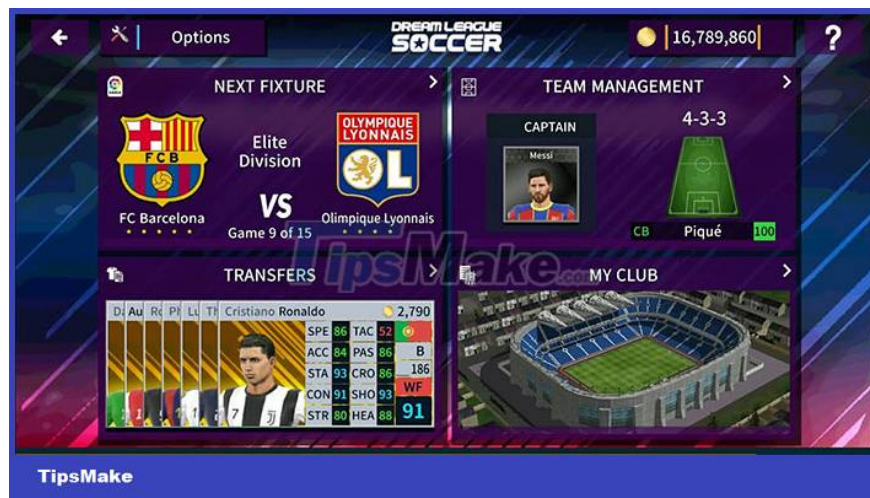 Options
DREAM LEAGUE
SOCCER
16,789,860
?
NEXT FIXTURE
FCB
FC Barcelona
Elite
Division
VS
Game 9 of 15
OLYMPIQUE
LYONNAIS
OL
Olimpique Lyonnais
TEAM MANAGEMENT
CAPTAIN
Messi
4-3-3
CB Piqué 100
TipsMake.com
TRANSFERS
Au
Cristiano Ronaldo 2,790
SPE 86 TAC 52
ACC 84 PAS 86 B
STA 93 CRO 86 186
CON 91 SHO 93 WF
STR 80 HEA 88 91
7
MY CLUB
TipsMake